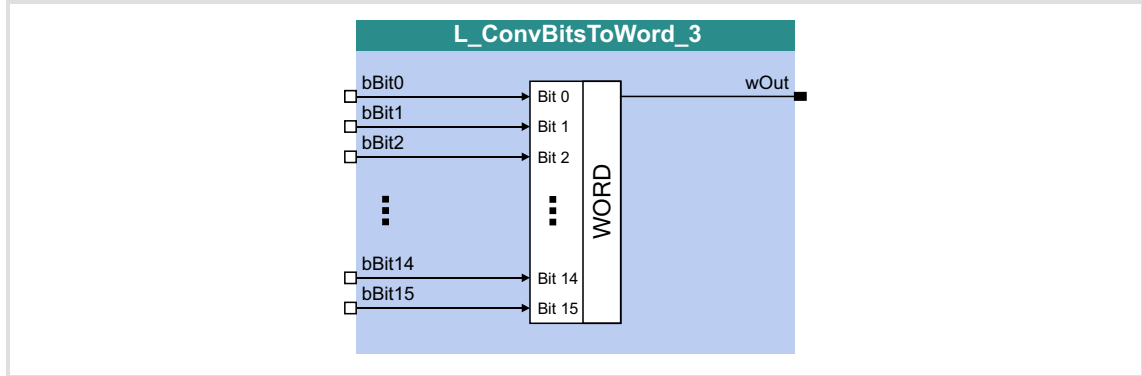 L_ConvBitsToWord_3
bBit0
wOut
Bit 0
bBit1
Bit 1
bBit2
Bit 2
WORD
bBit14
Bit 14
bBit15
Bit 15